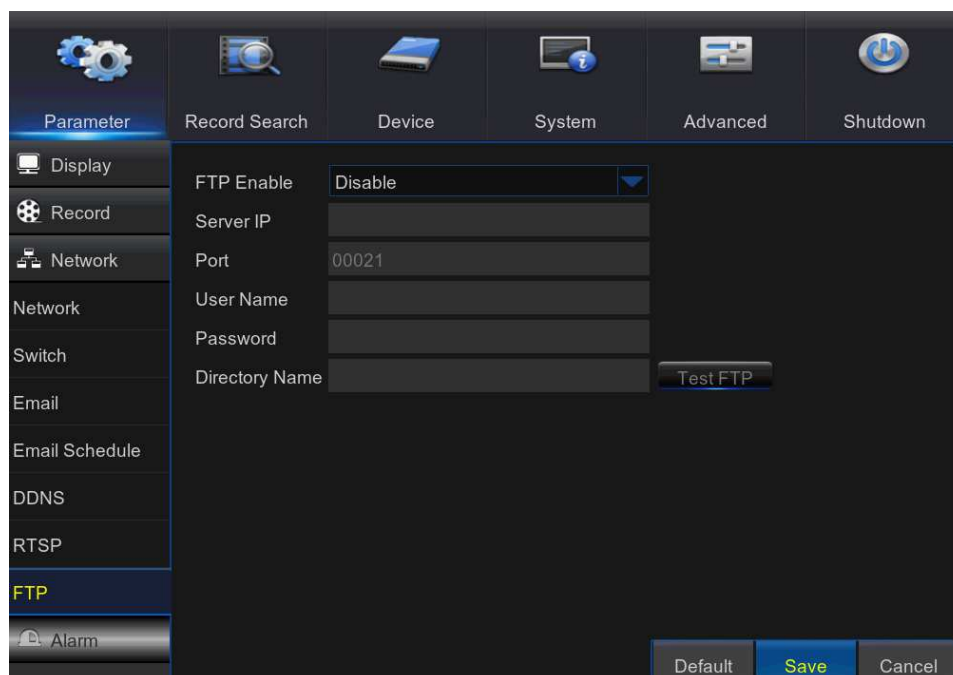 Parameter
Record Search
Device
System
Advanced
Shutdown
Display
Record
Network
Network
Switch
Email
Email Schedule
DDNS
RTSP
FTP
Alarm
FTP Enable Disable
Server IP
Port 00021
User Name
Password
Directory Name Test FTP
Default Save Cancel